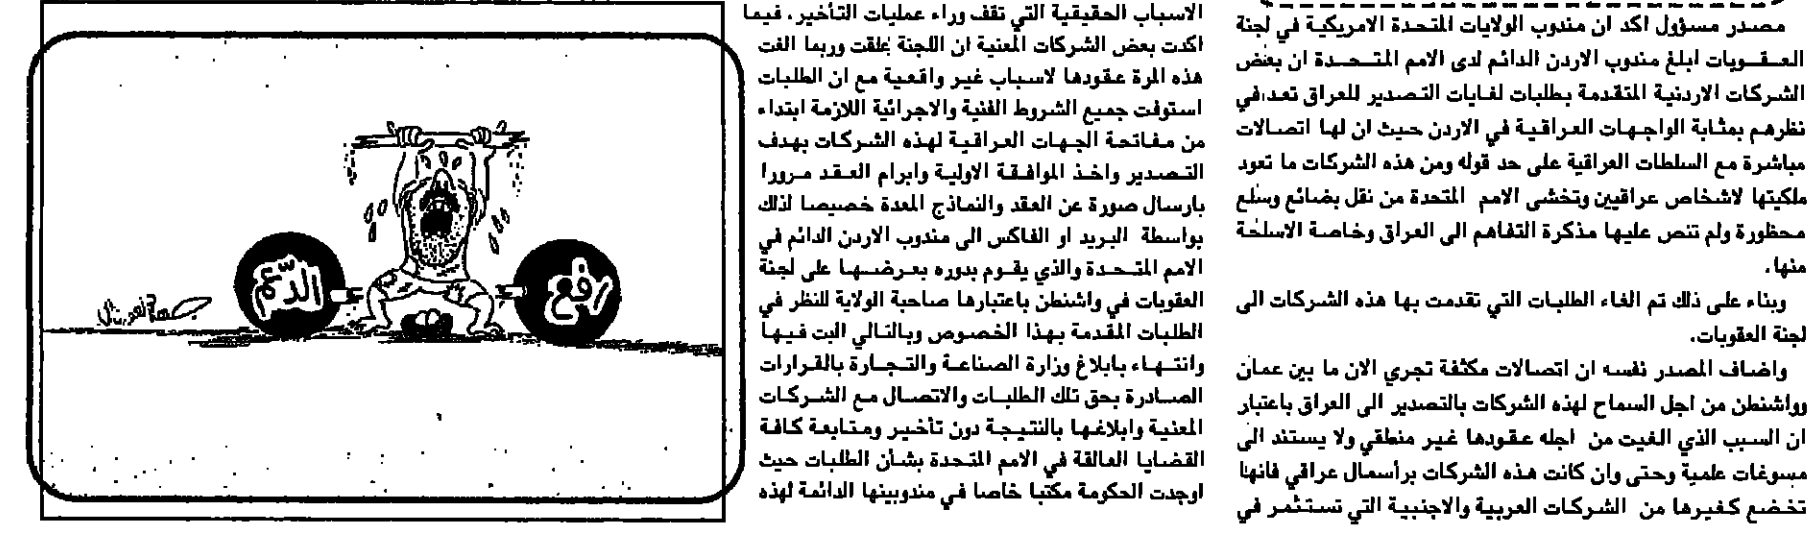 مصدر مسؤول اكد ان مندوب الولايات المتحدة الامريكية في لجنة
العقوبات ابلغ مندوب الاردن الدائم لدى الامم المتحدة ان بعض
الشركات الاردنية المتقدمة بطلبات لغايات التصدير للعراق تعد في
نظرهم بمثابة الواجهات العراقية في الاردن حيث ان لها اتصالات
مباشرة مع السلطات العراقية على حد قوله ومن هذه الشركات ما تعود
ملكيتها لاشخاص عراقيين وتخشى الامم المتحدة من نقل بضائع وسلع
محظورة ولم تنص عليها مذكرة التفاهم الى العراق وخاصة الاسلحة
منها.
وبناء على ذلك تم الغاء الطلبات التي تقدمت بها هذه الشركات الى
لجنة العقوبات.
واضاف المصدر نفسه ان اتصالات مكثفة تجري الان ما بين عمان
وواشنطن من اجل السماح لهذه الشركات بالتصدير الى العراق باعتبار
ان السبب الذي الغيت من اجله عقودها غير منطقي ولا يستند الى
مسوغات علمية وحتى وان كانت هذه الشركات برأسمال عراقي فانها
تخضع كغيرها من الشركات العربية والاجنبية التي تستثمر في
الاسباب الحقيقية التي تقف وراء عمليات التأخير. فيما
اكدت بعض الشركات المعنية ان اللجنة علقت وربما الغت
هذه المرة عقودها لاسباب غير واقعية مع ان الطلبات
استوفت جميع الشروط الفنية والاجرائية اللازمة ابتداء
من مفاتحة الجهات العراقية لهذه الشركات بهدف
التصدير واخذ الموافقة الاولية وابرام العقد مرورا
بارسال صورة عن العقد والنماذج المعدة خصيصا لذلك
بواسطة البريد او الفاكس الى مندوب الاردن الدائم في
الامم المتحدة والذي يقوم بدوره بعرضها على لجنة
العقوبات في واشنطن باعتبارها صاحبة الولاية للنظر في
الطلبات المقدمة بهذا الخصوص وبالتالي البت فيها
وانتهاء بابلاغ وزارة الصناعة والتجارة بالقرارات
الصادرة بحق تلك الطلبات والاتصال مع الشركات
المعنية وابلاغها بالنتيجة دون تأخير ومتابعة كافة
القضايا العالقة في الامم المتحدة بشأن الطلبات حيث
اوجدت الحكومة مكتبا خاصا في مندوبيتها الدائمة لهذه
رفع
الدّعم